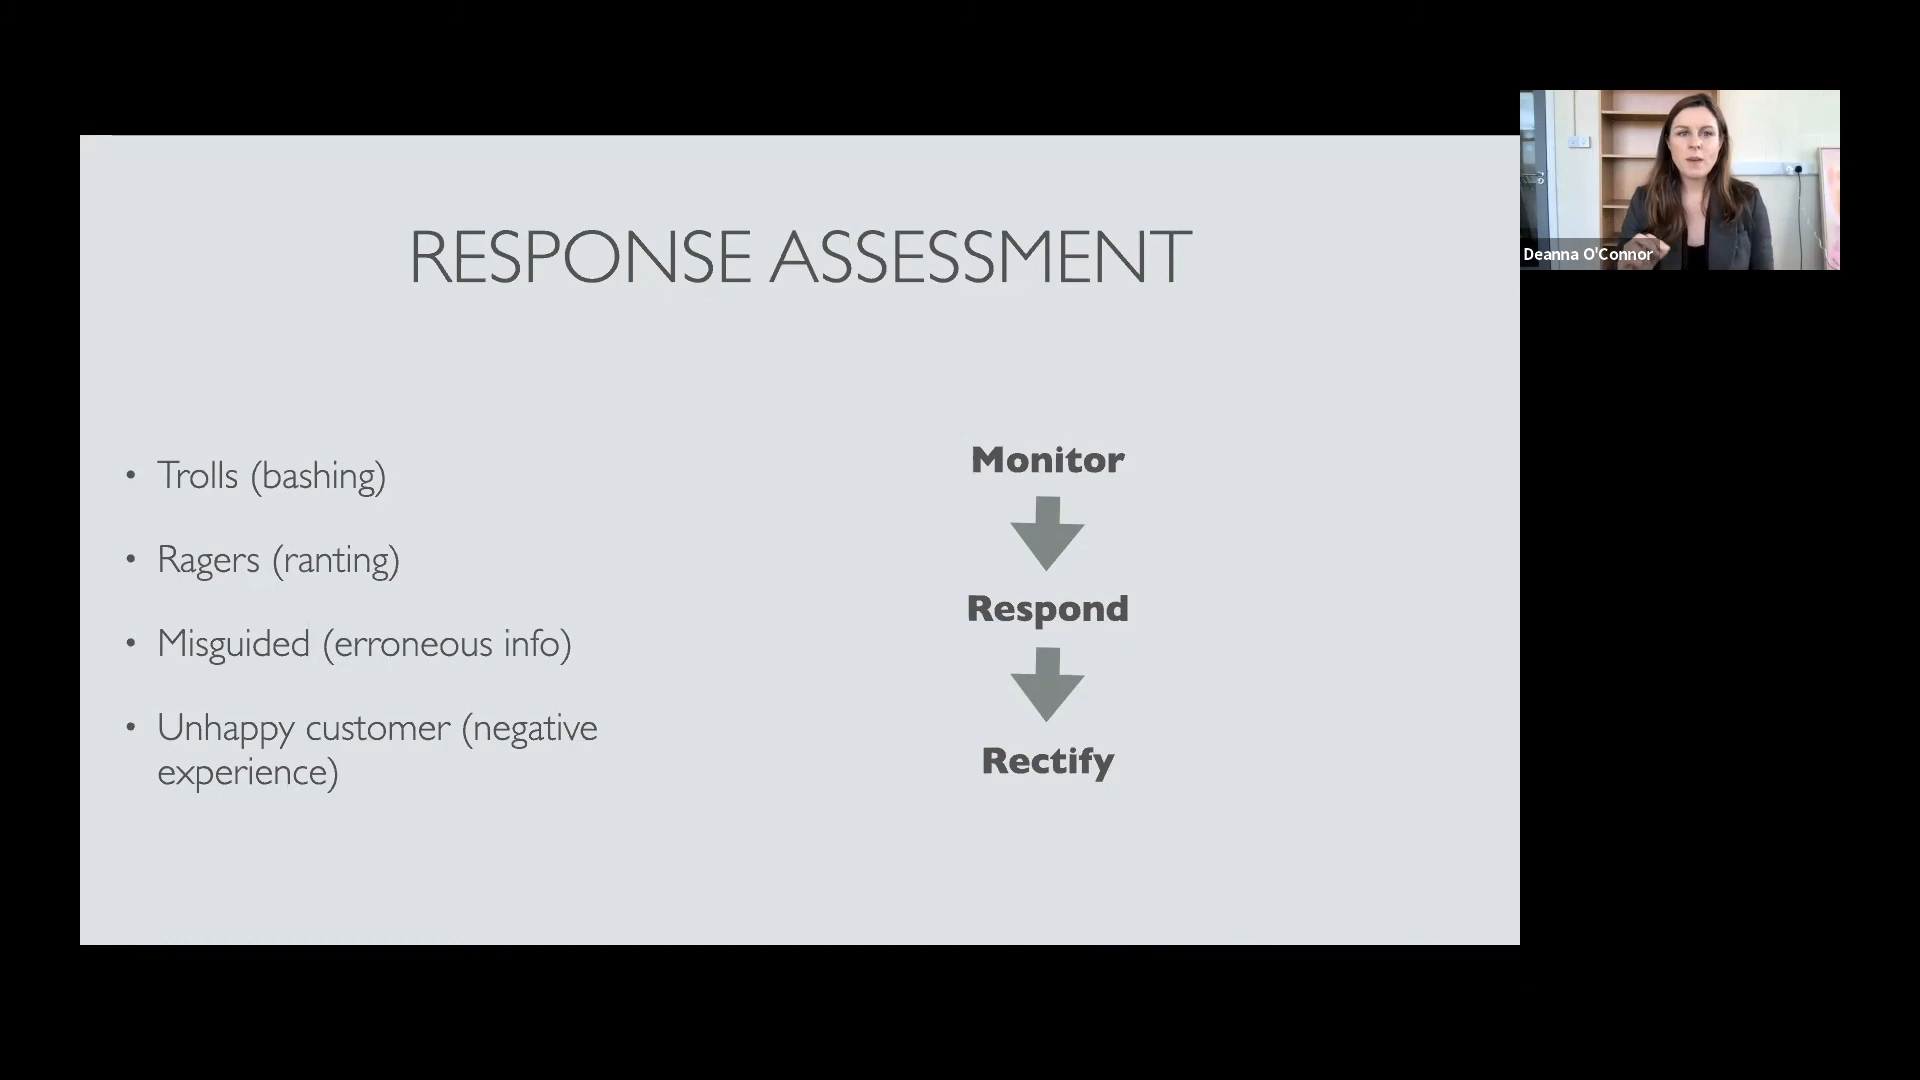 RESPONSE ASSESSMENT
• Trolls (bashing)
• Ragers (ranting)
• Misguided (erroneous info)
• Unhappy customer (negative
experience)
Monitor
Respond
Rectify
Deanna O'Connor